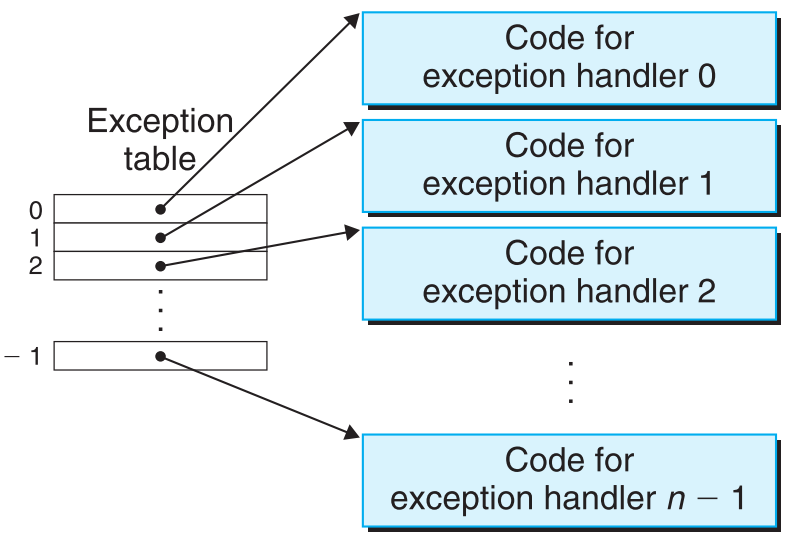 Code for
exception handler 0
Exception
table
Code for
exception handler 1
0
1
2
Code for
exception handler 2
− 1
Code for
exception handler n − 1